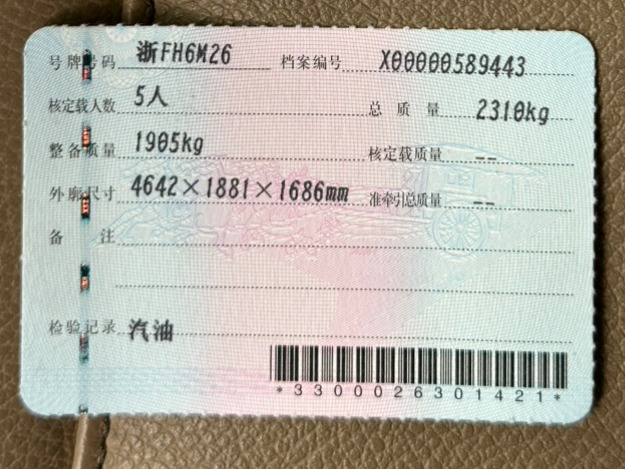 号牌号码 浙FH6M26 档案编号 X00000589443
核定载人数 5人 总质量 2310kg
整备质量 1905kg 核定载质量 --
外廓尺寸 4642×1881×1686mm 准牵引总质量 --
备注
检验记录 汽油
*3300026301421*